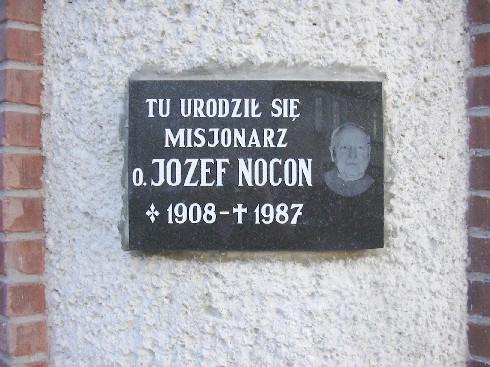 TU URODZIŁ SIĘ
MISJONARZ
O. JOZEF NOCON
✤ 1908 - ✝ 1987